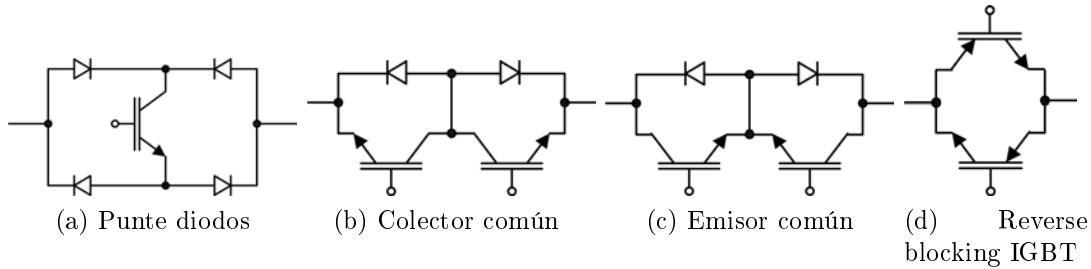 (a) Punte diodos
(b) Colector común
(c) Emisor común
(d) Reverse
blocking IGBT